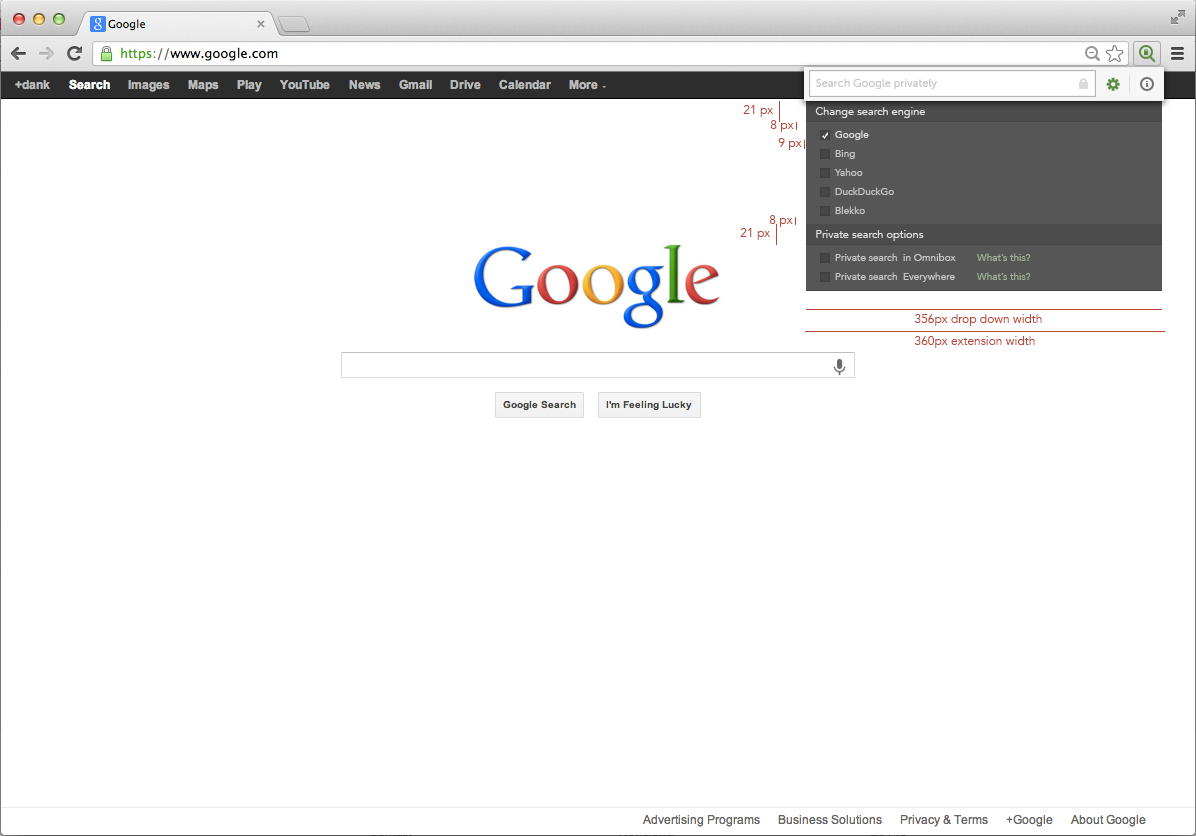 Google
https://www.google.com
+dank Search Images Maps Play YouTube News Gmail Drive Calendar More
Search Google privately
21 px
Change search engine
8 px
Google
9 px
Bing
Yahoo
DuckDuckGo
Blekko
8 px
21 px
Private search options
Private search in Omnibox What's this?
Private search Everywhere What's this?
Google
356px drop down width
360px extension width
Google Search I'm Feeling Lucky
Advertising Programs Business Solutions Privacy & Terms +Google About Google